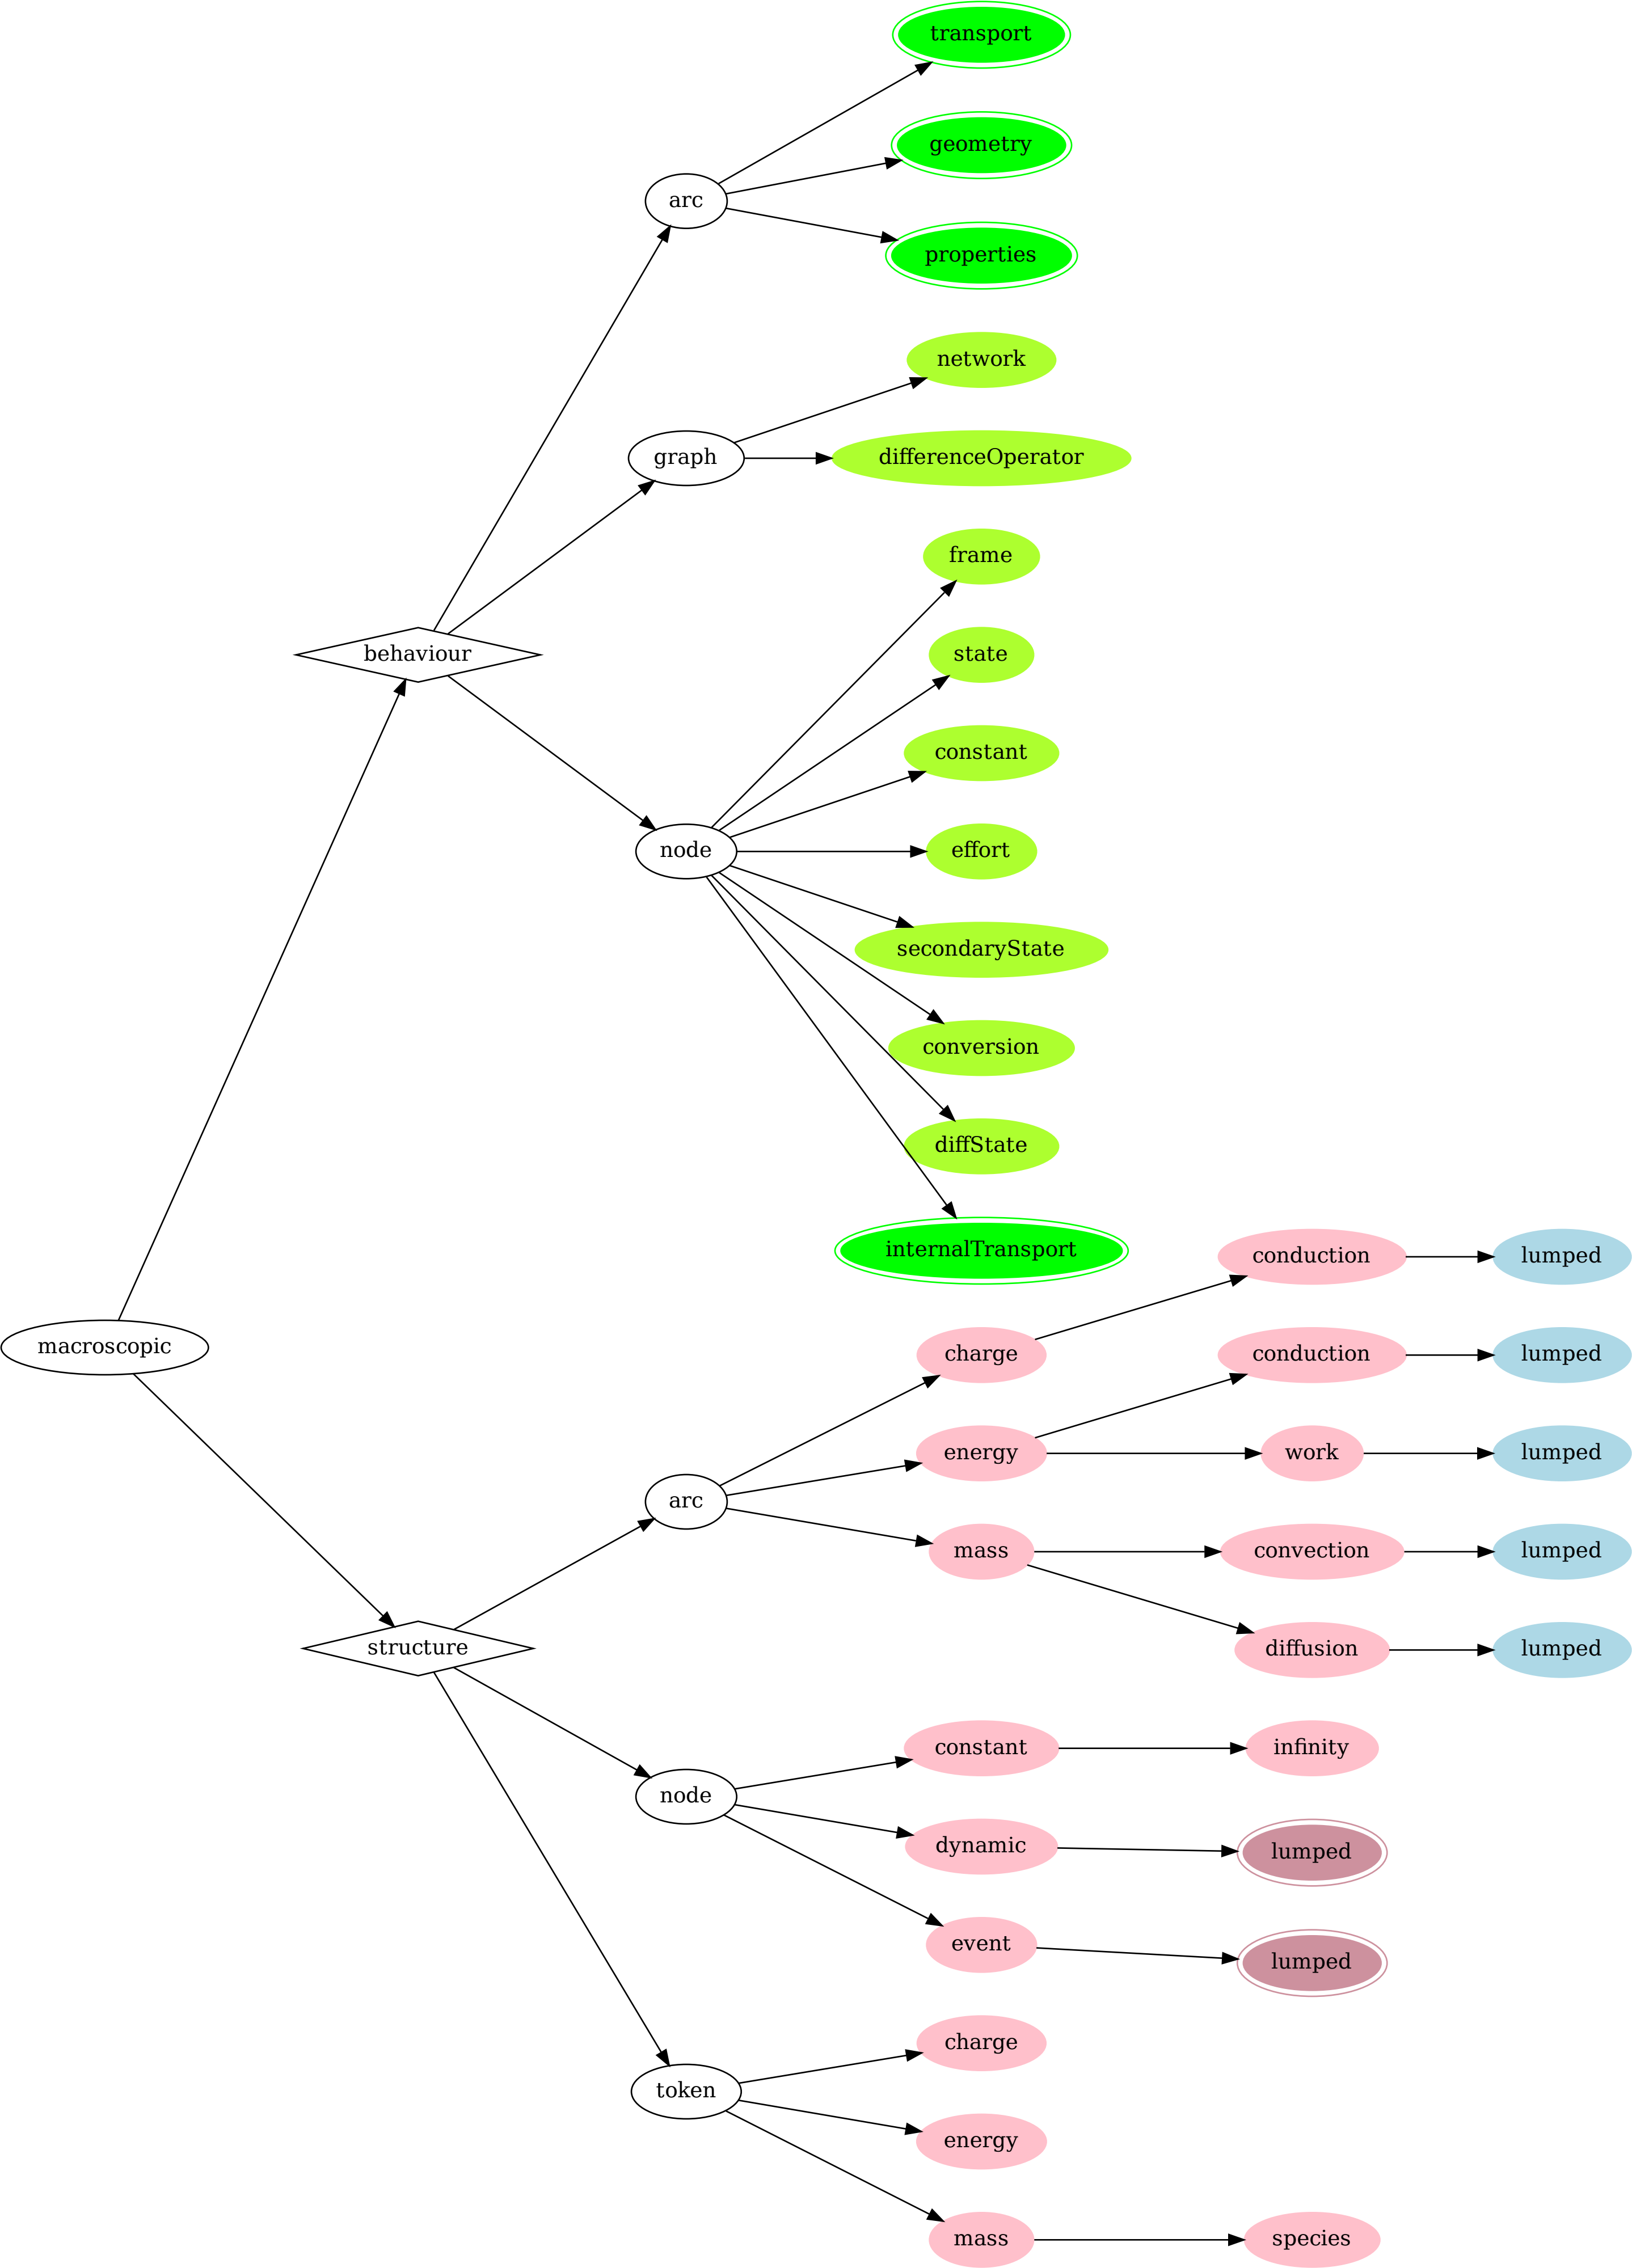 transport
geometry
arc
properties
network
graph
differenceOperator
frame
behaviour
state
constant
node
effort
secondaryState
conversion
diffState
internalTransport
conduction
lumped
macroscopic
charge
conduction
lumped
energy
work
lumped
arc
mass
convection
lumped
structure
diffusion
lumped
constant
infinity
node
dynamic
lumped
event
lumped
charge
token
energy
mass
species